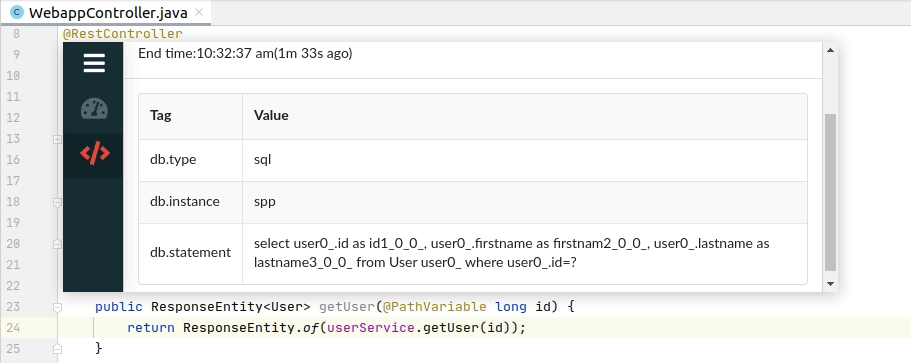 WebappController.java
8 @RestController
9 End time:10:32:37 am(1m 33s ago)
10
11 Tag Value
12
13
16 db.type sql
17
18 db.instance spp
19
20 select user0_.id as id1_0_0_, user0_.firstname as firstnam2_0_0_, user0_.lastname as
db.statement
21 lastname3_0_0_ from User user0_ where user0_.id=?
22
23 public ResponseEntity<User> getUser(@PathVariable long id) {
24 return ResponseEntity.of(userService.getUser(id));
25 }